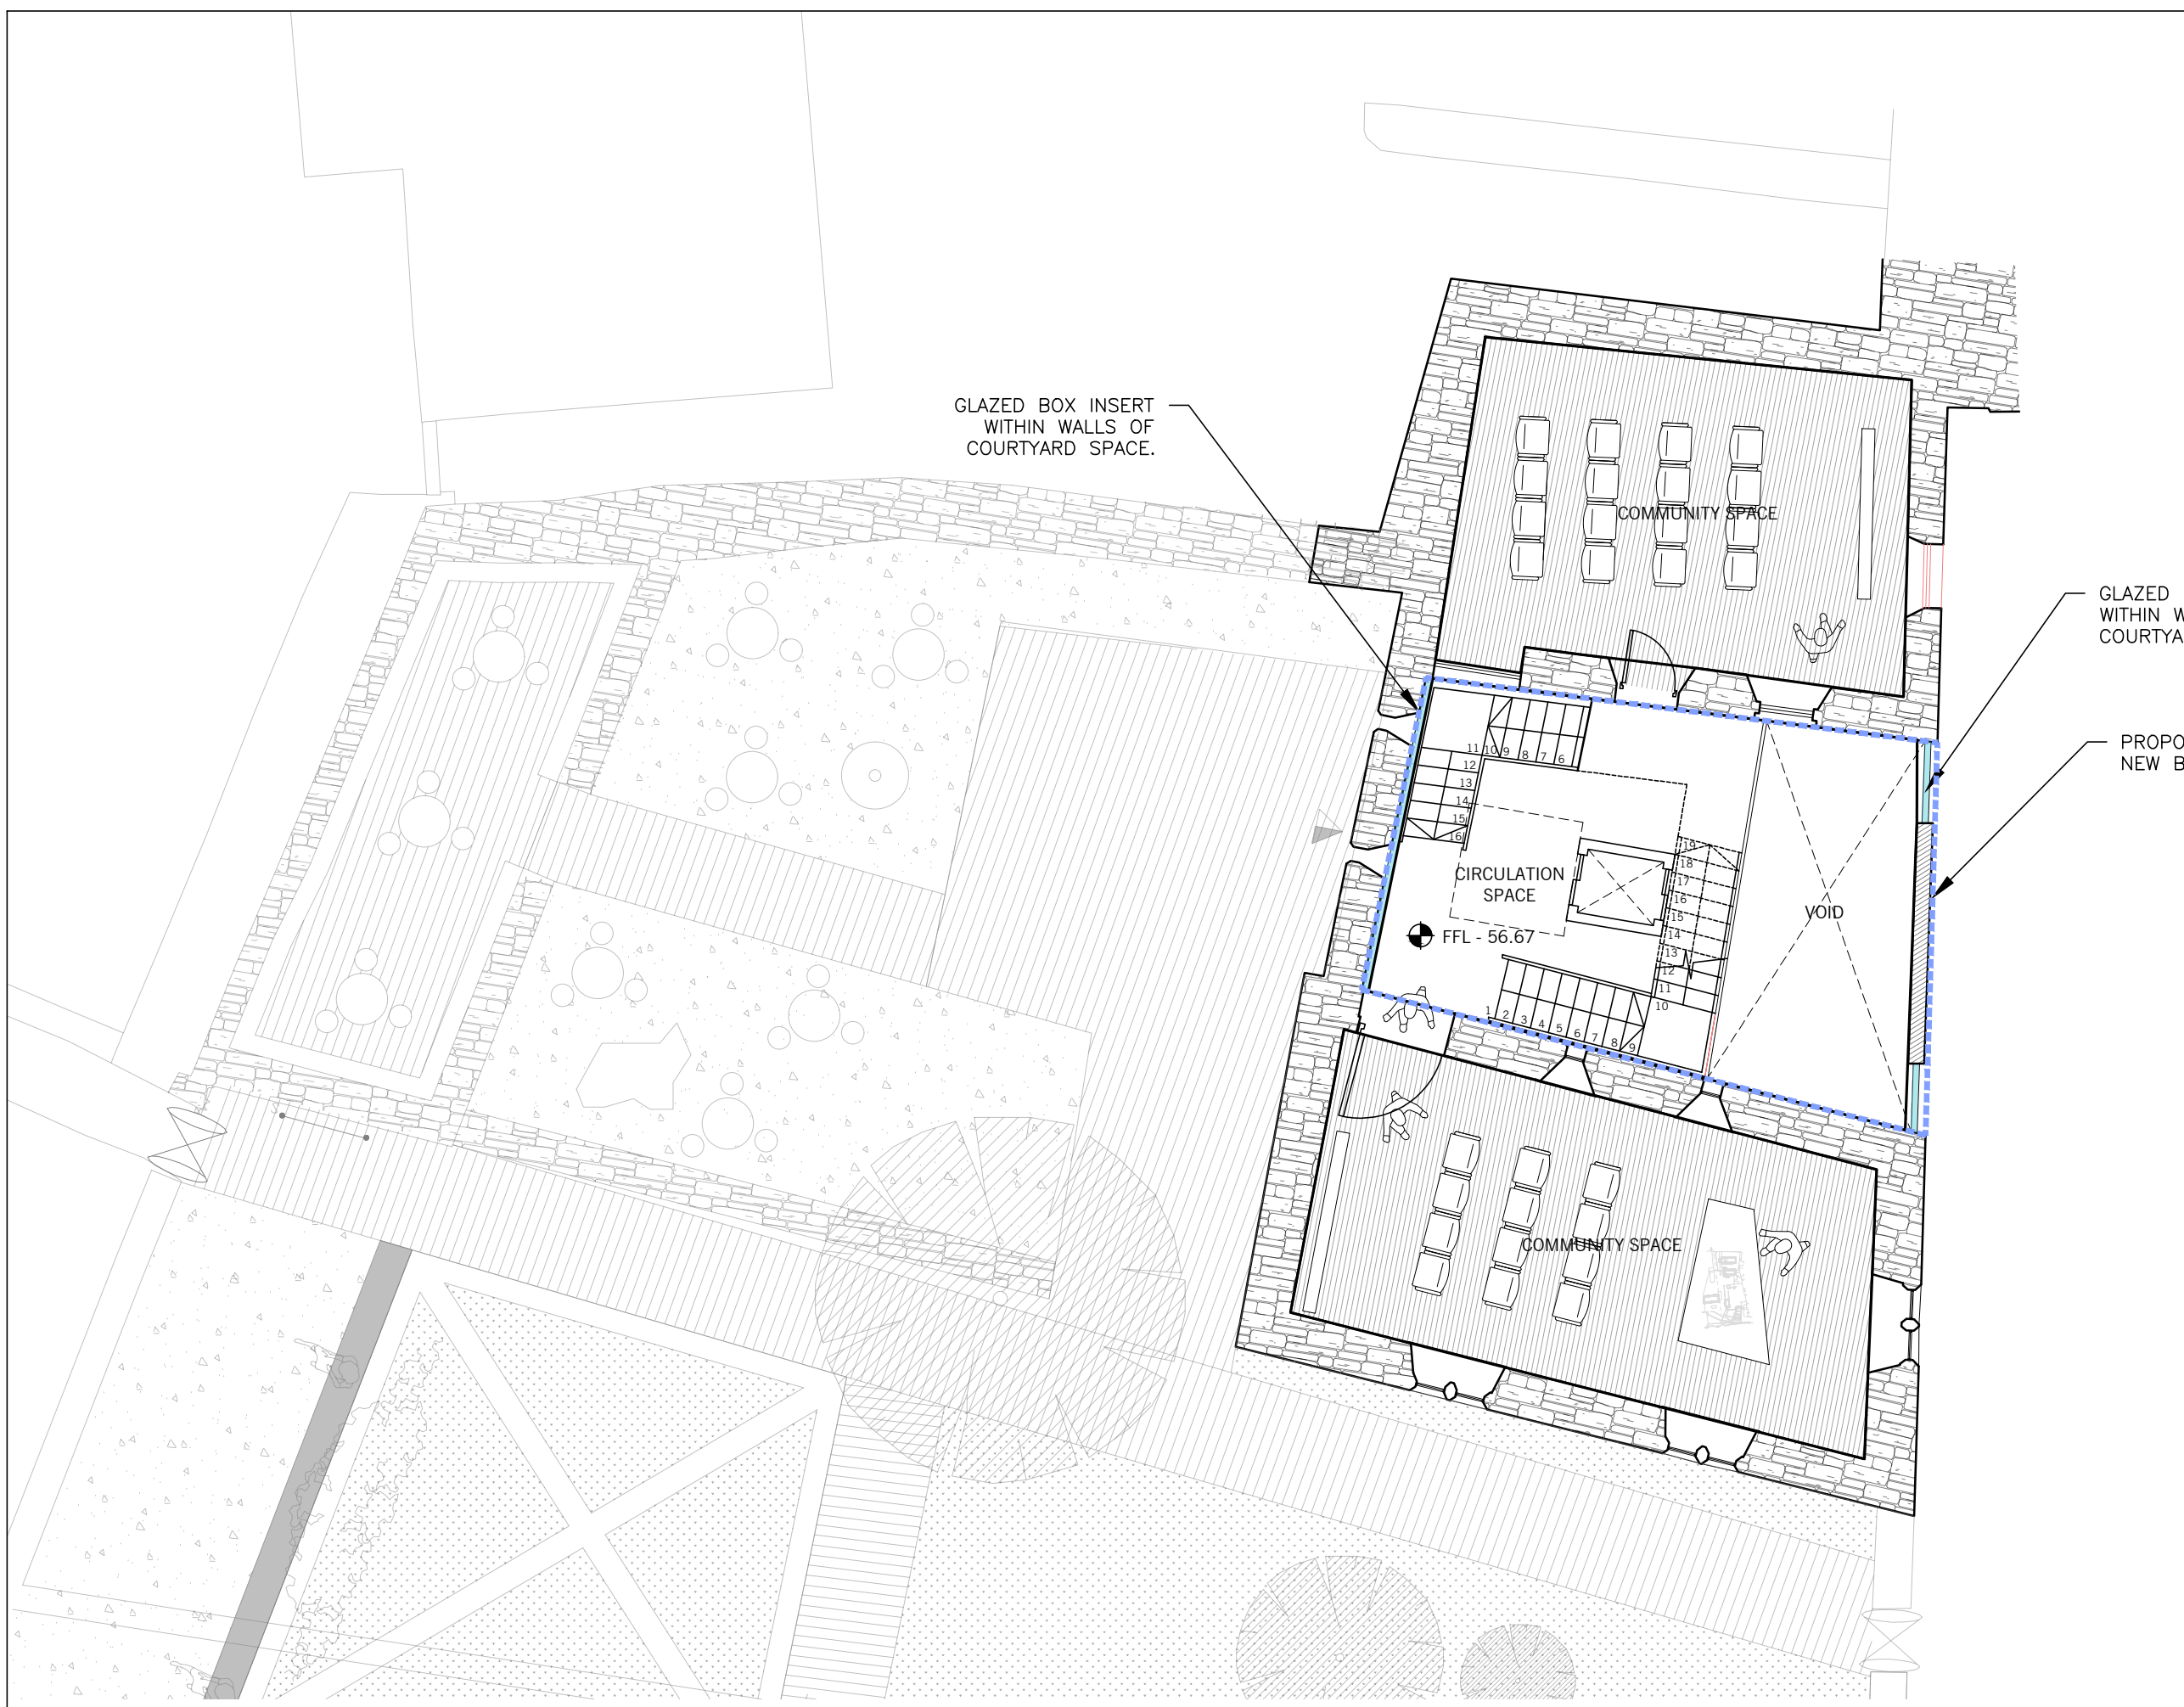 GLAZED BOX INSERT
WITHIN WALLS OF
COURTYARD SPACE.
COMMUNITY SPACE
GLAZED
WITHIN W
COURTYA
PROPO
NEW B
11 10 9 8 7 6
12
13
14
15
16
CIRCULATION
SPACE
VOID
FFL - 56.67
19
18
17
16
15
14
13
12
11
10
1 2 3 4 5 6 7 8 9
COMMUNITY SPACE